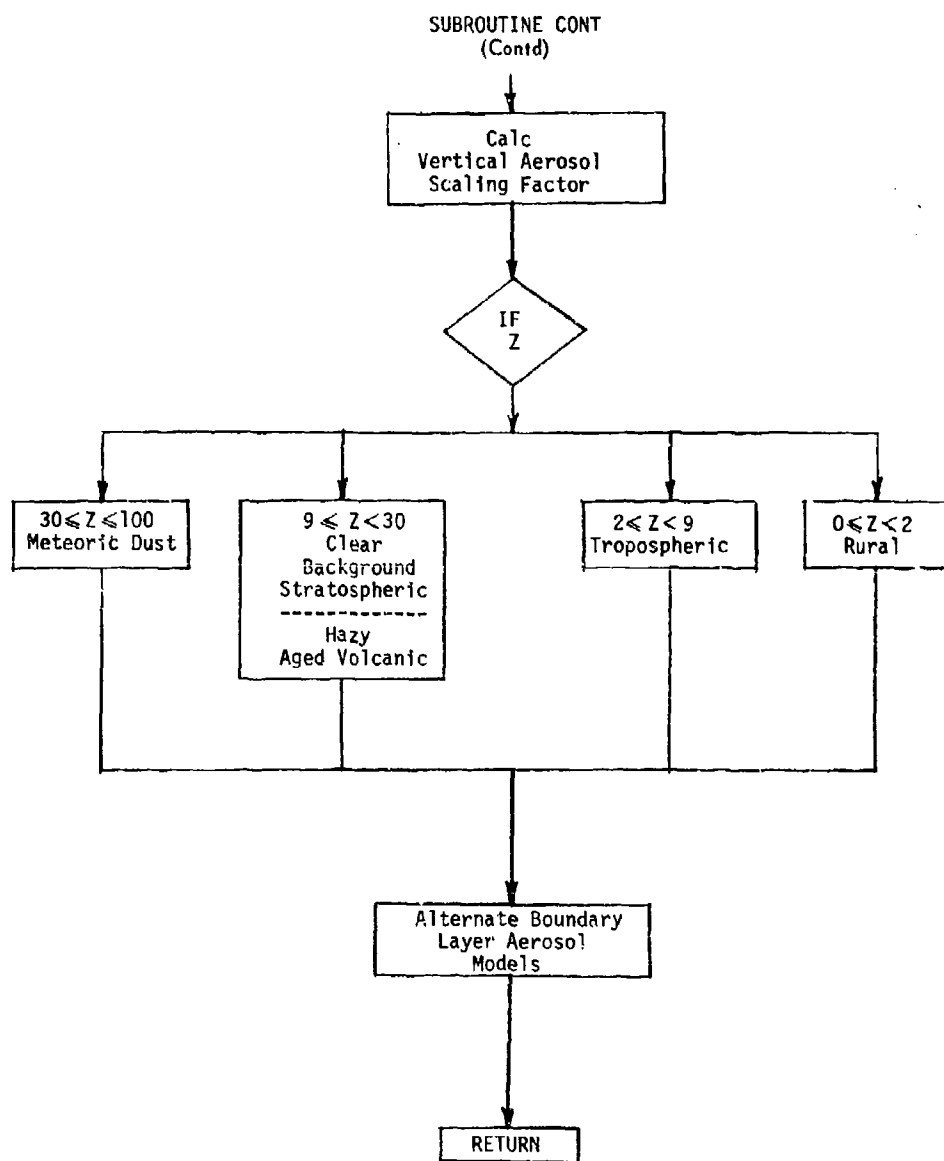 SUBROUTINE CONT
(Contd)
Calc
Vertical Aerosol
Scaling Factor
IF
Z
30⩽Z⩽100
Meteoric Dust
9⩽Z<30
Clear
Background
Stratospheric
--------------
Hazy
Aged Volcanic
2⩽Z<9
Tropospheric
0⩽Z<2
Rural
Alternate Boundary
Layer Aerosol
Models
RETURN